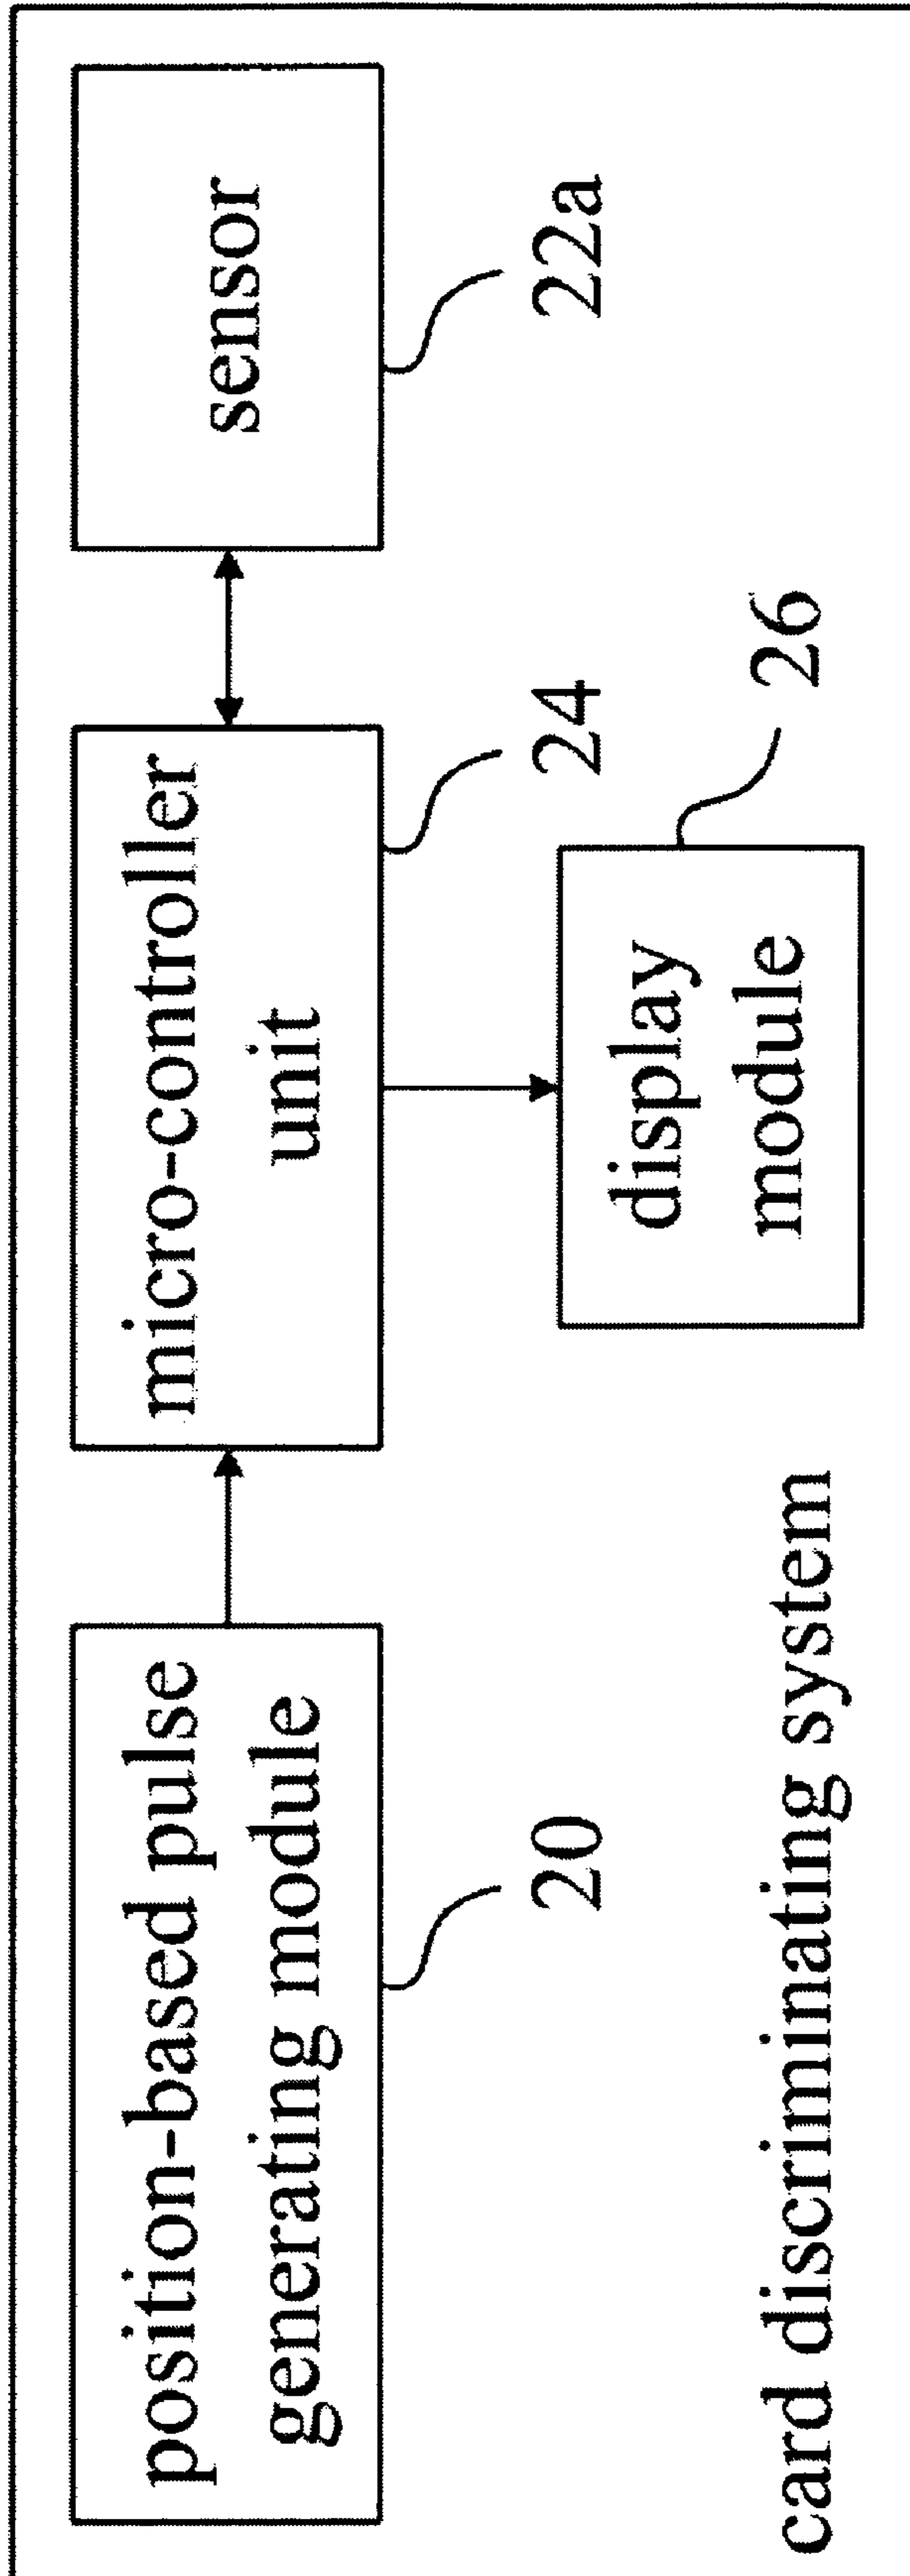 position-based pulse
generating module
20
micro-controller
unit
24
sensor
22a
display
module
26
card discriminating system